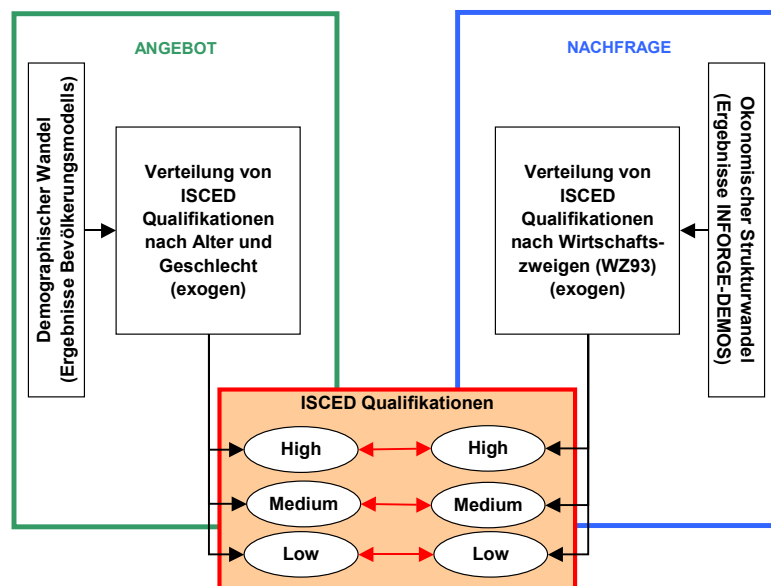 ANGEBOT
NACHFRAGE
Demographischer Wandel
(Ergebnisse Bevölkerungsmodells)
Verteilung von
ISCED
Qualifikationen
nach Alter und
Geschlecht
(exogen)
Verteilung von
ISCED
Qualifikationen
nach Wirtschafts-
zweigen (WZ93)
(exogen)
Okonomischer Strukturwandel
(Ergebnisse INFORGE-DEMOS)
ISCED Qualifikationen
High
High
Medium
Medium
Low
Low